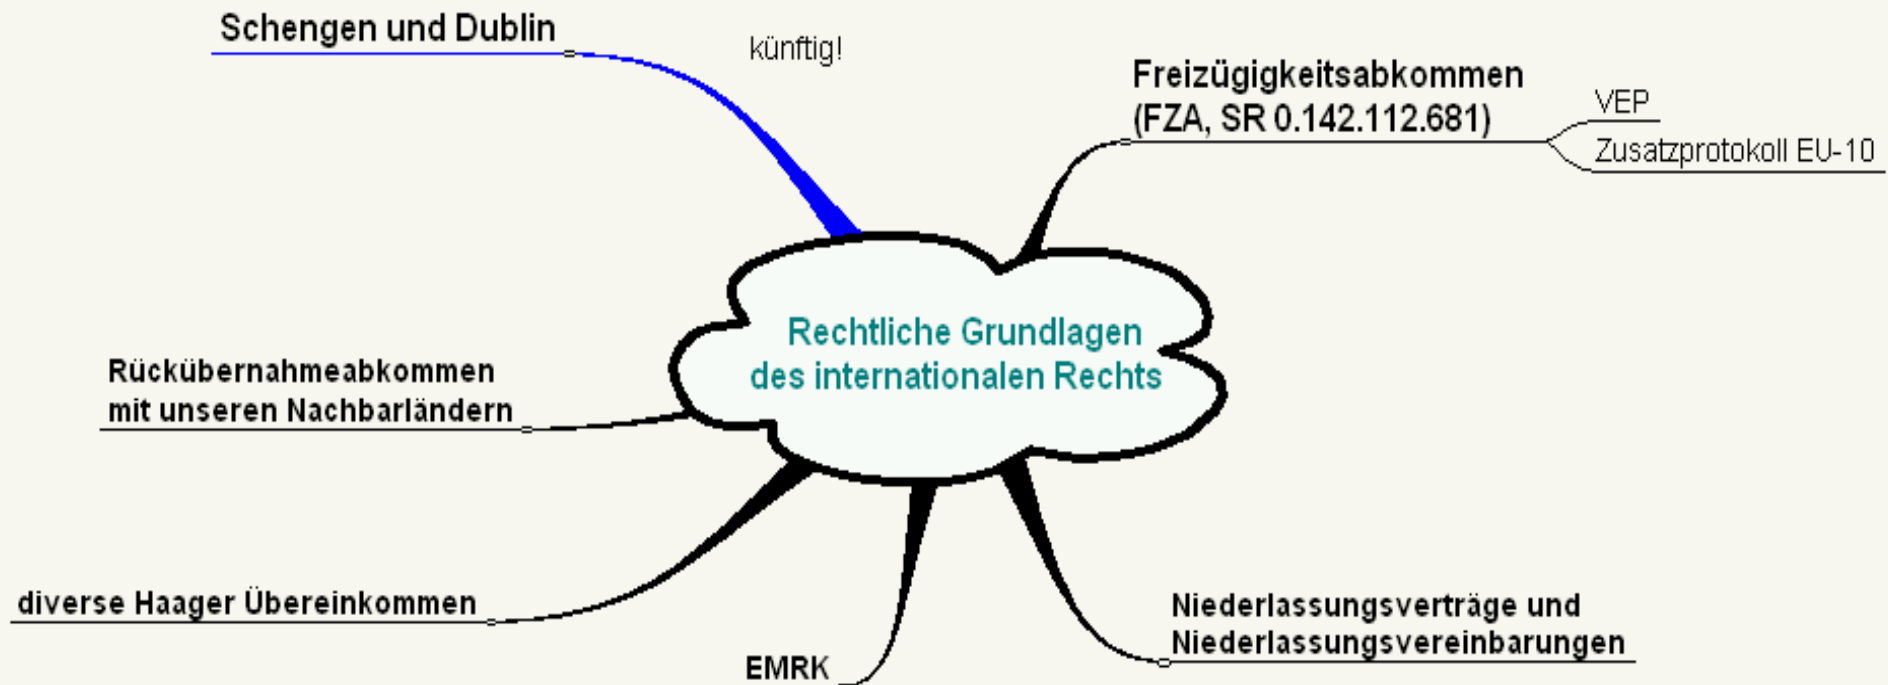 Schengen und Dublin
künftig!
Freizügigkeitsabkommen
(FZA, SR 0.142.112.681)
VEP
Zusatzprotokoll EU-10
Rechtliche Grundlagen
des internationalen Rechts
Rückübernahmeabkommen
mit unseren Nachbarländern
diverse Haager Übereinkommen
EMRK
Niederlassungsverträge und
Niederlassungsvereinbarungen